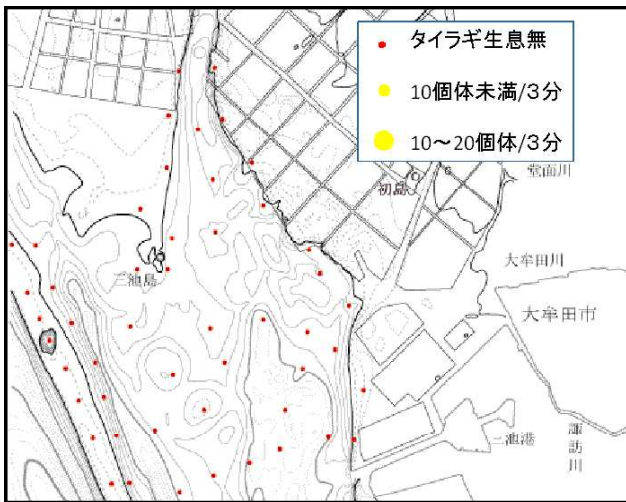 タイラギ生息無
10個体未満/3分
10～20個体/3分
堂面川
初島
大牟田川
三池島
大牟田市
三池港
諏訪川